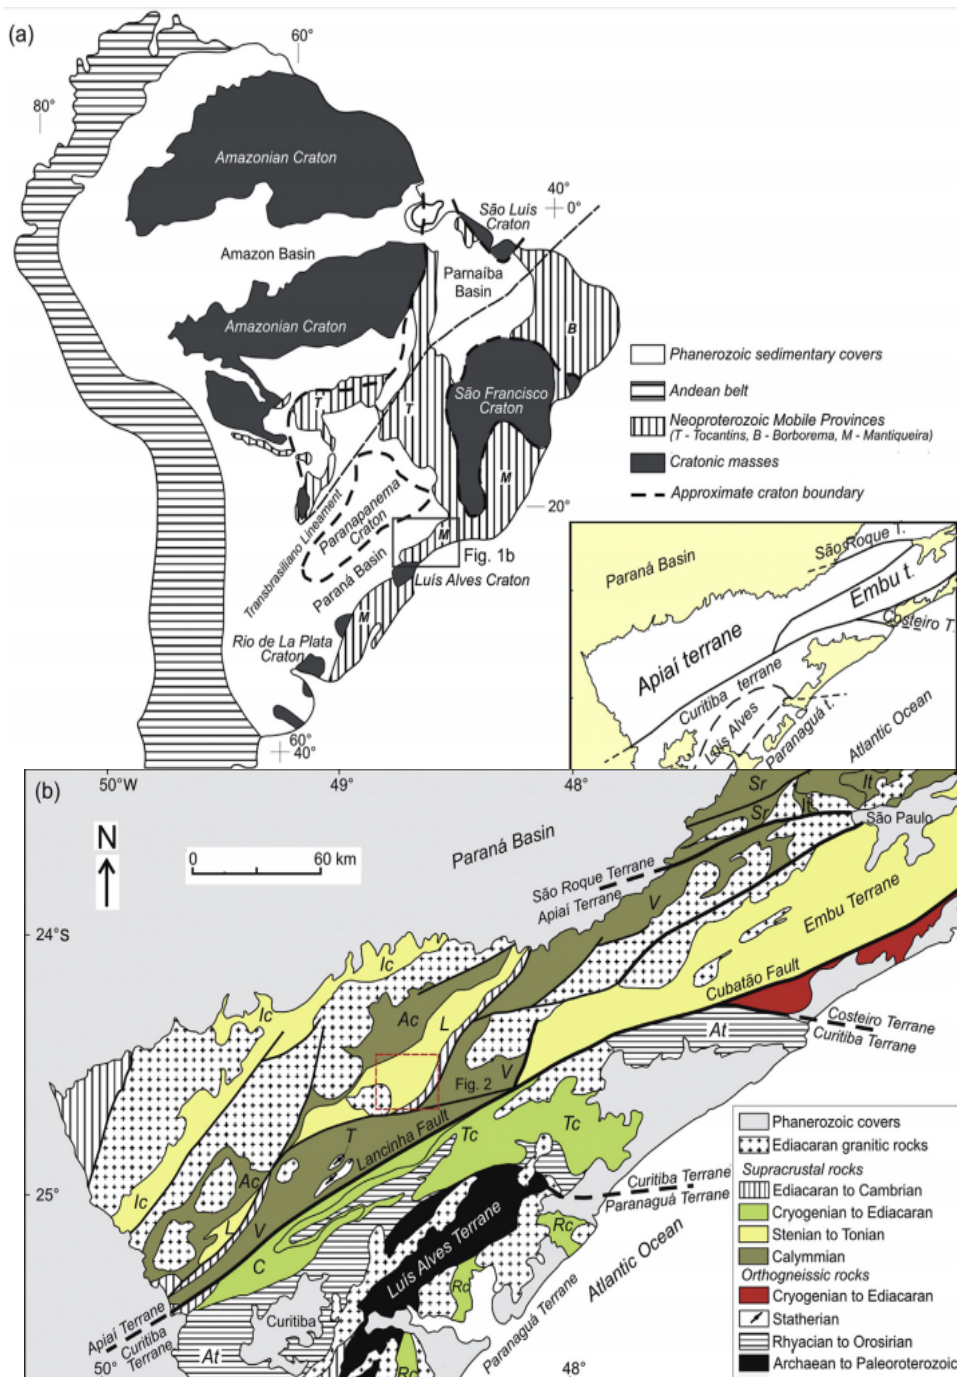 (a)
60°
80°
Amazonian Craton
40°
0°
São Luís
Craton
Amazon Basin
Parnaíba
Basin
Amazonian Craton
B
Phanerozoic sedimentary covers
Andean belt
São Francisco
Craton
T
T
Neoproterozoic Mobile Provinces
(T - Tocantins, B - Borborema, M - Mantiqueira)
Cratonic masses
M
Approximate craton boundary
20°
Transbrasiliano Lineament
Paranapanema
Craton
M
Fig. 1b
Paraná Basin
Luís Alves Craton
M
Rio de La Plata
Craton
60°
40°
São Roque T.
Paraná Basin
Embu t.
Costeiro T.
Apiaí terrane
Curitiba terrane
Luis Alves
Paranaguá t.
Atlantic Ocean
50°W
49°
48°
(b)
N
0
60 km
Paraná Basin
Sr
It
Sr
It
São Paulo
São Roque Terrane
Apiaí Terrane
V
Embu Terrane
24°S
Ic
Cubatão Fault
Ic
Ac
L
At
Costeiro Terrane
Curitiba Terrane
Fig. 2
V
T
Lancinha Fault
Tc
Tc
Ac
Ic
25°
L
V
Curitiba Terrane
Paranaguá Terrane
Luís Alves Terrane
Rc
C
Rc
Atlantic Ocean
Paranaguá Terrane
Apiaí Terrane
Curitiba
Terrane
Curitiba
At
Rc
50°
48°
Phanerozoic covers
Ediacaran granitic rocks
Supracrustal rocks
Ediacaran to Cambrian
Cryogenian to Ediacaran
Stenian to Tonian
Calymmian
Orthogneissic rocks
Cryogenian to Ediacaran
Statherian
Rhyacian to Orosirian
Archaean to Paleoroterozoic